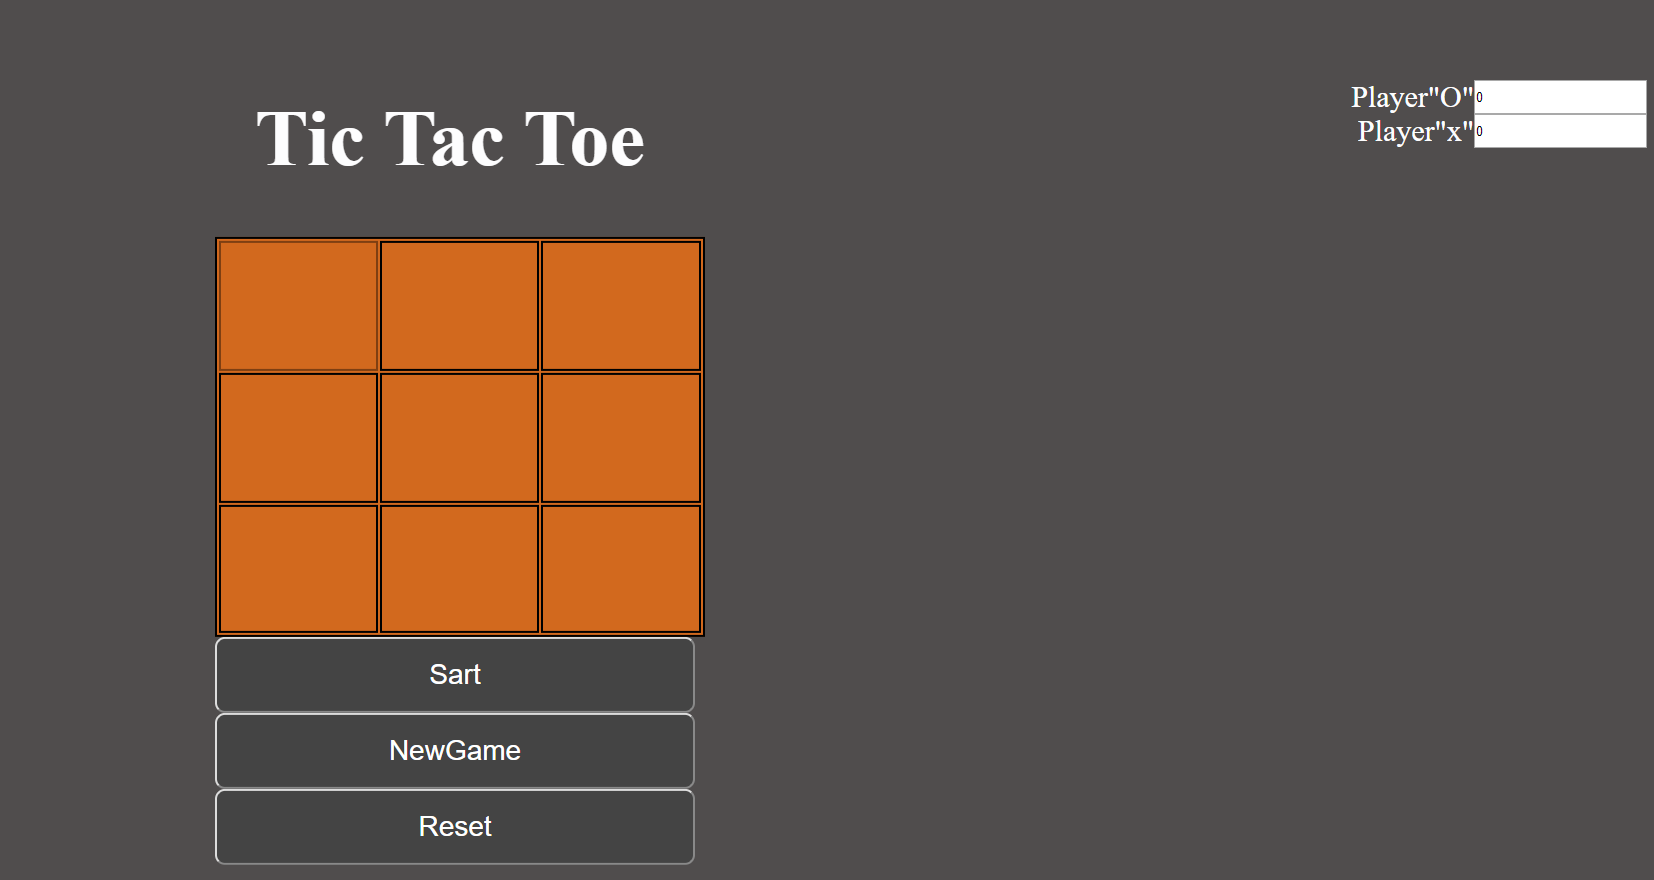 Tic Tac Toe
Player"O" 0
Player"x" 0
Sart
NewGame
Reset